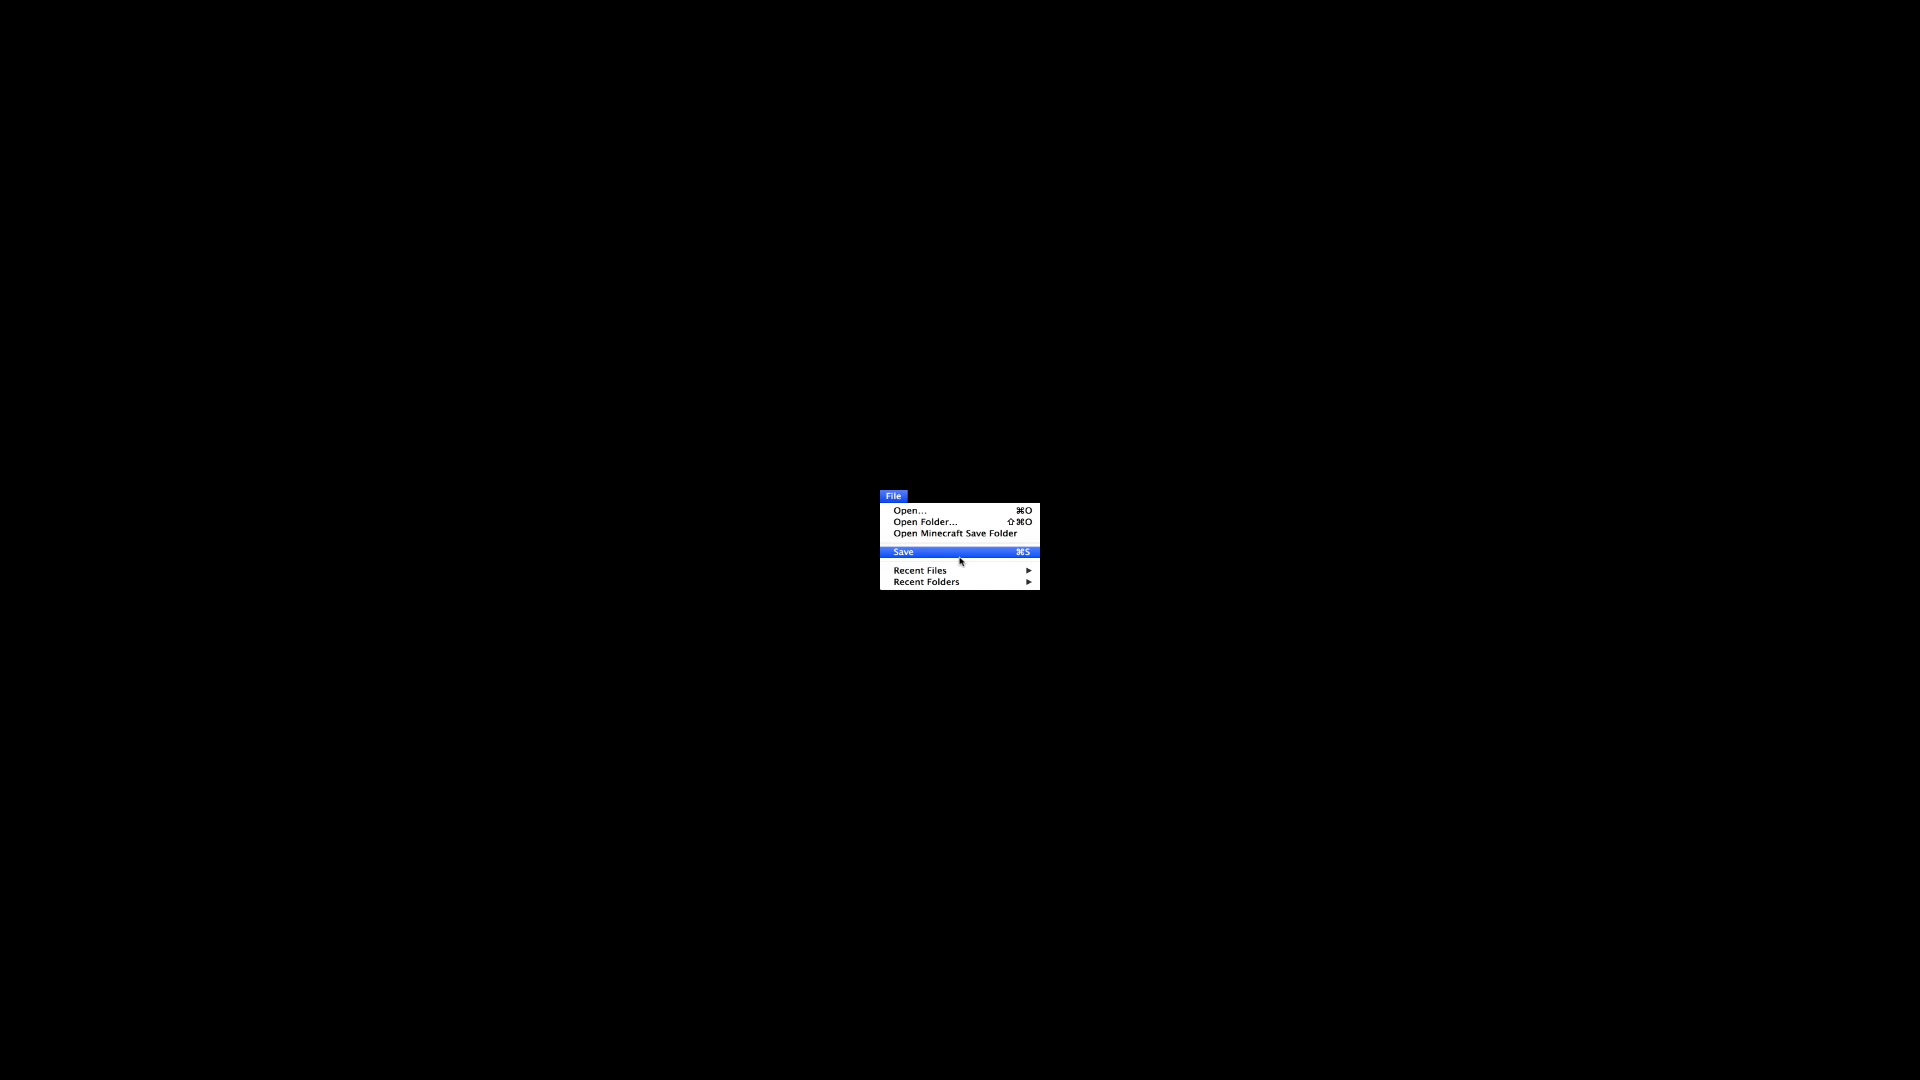 File
Open... ⌘O
Open Folder... ⇧⌘O
Open Minecraft Save Folder
Save ⌘S
Recent Files ▶
Recent Folders ▶